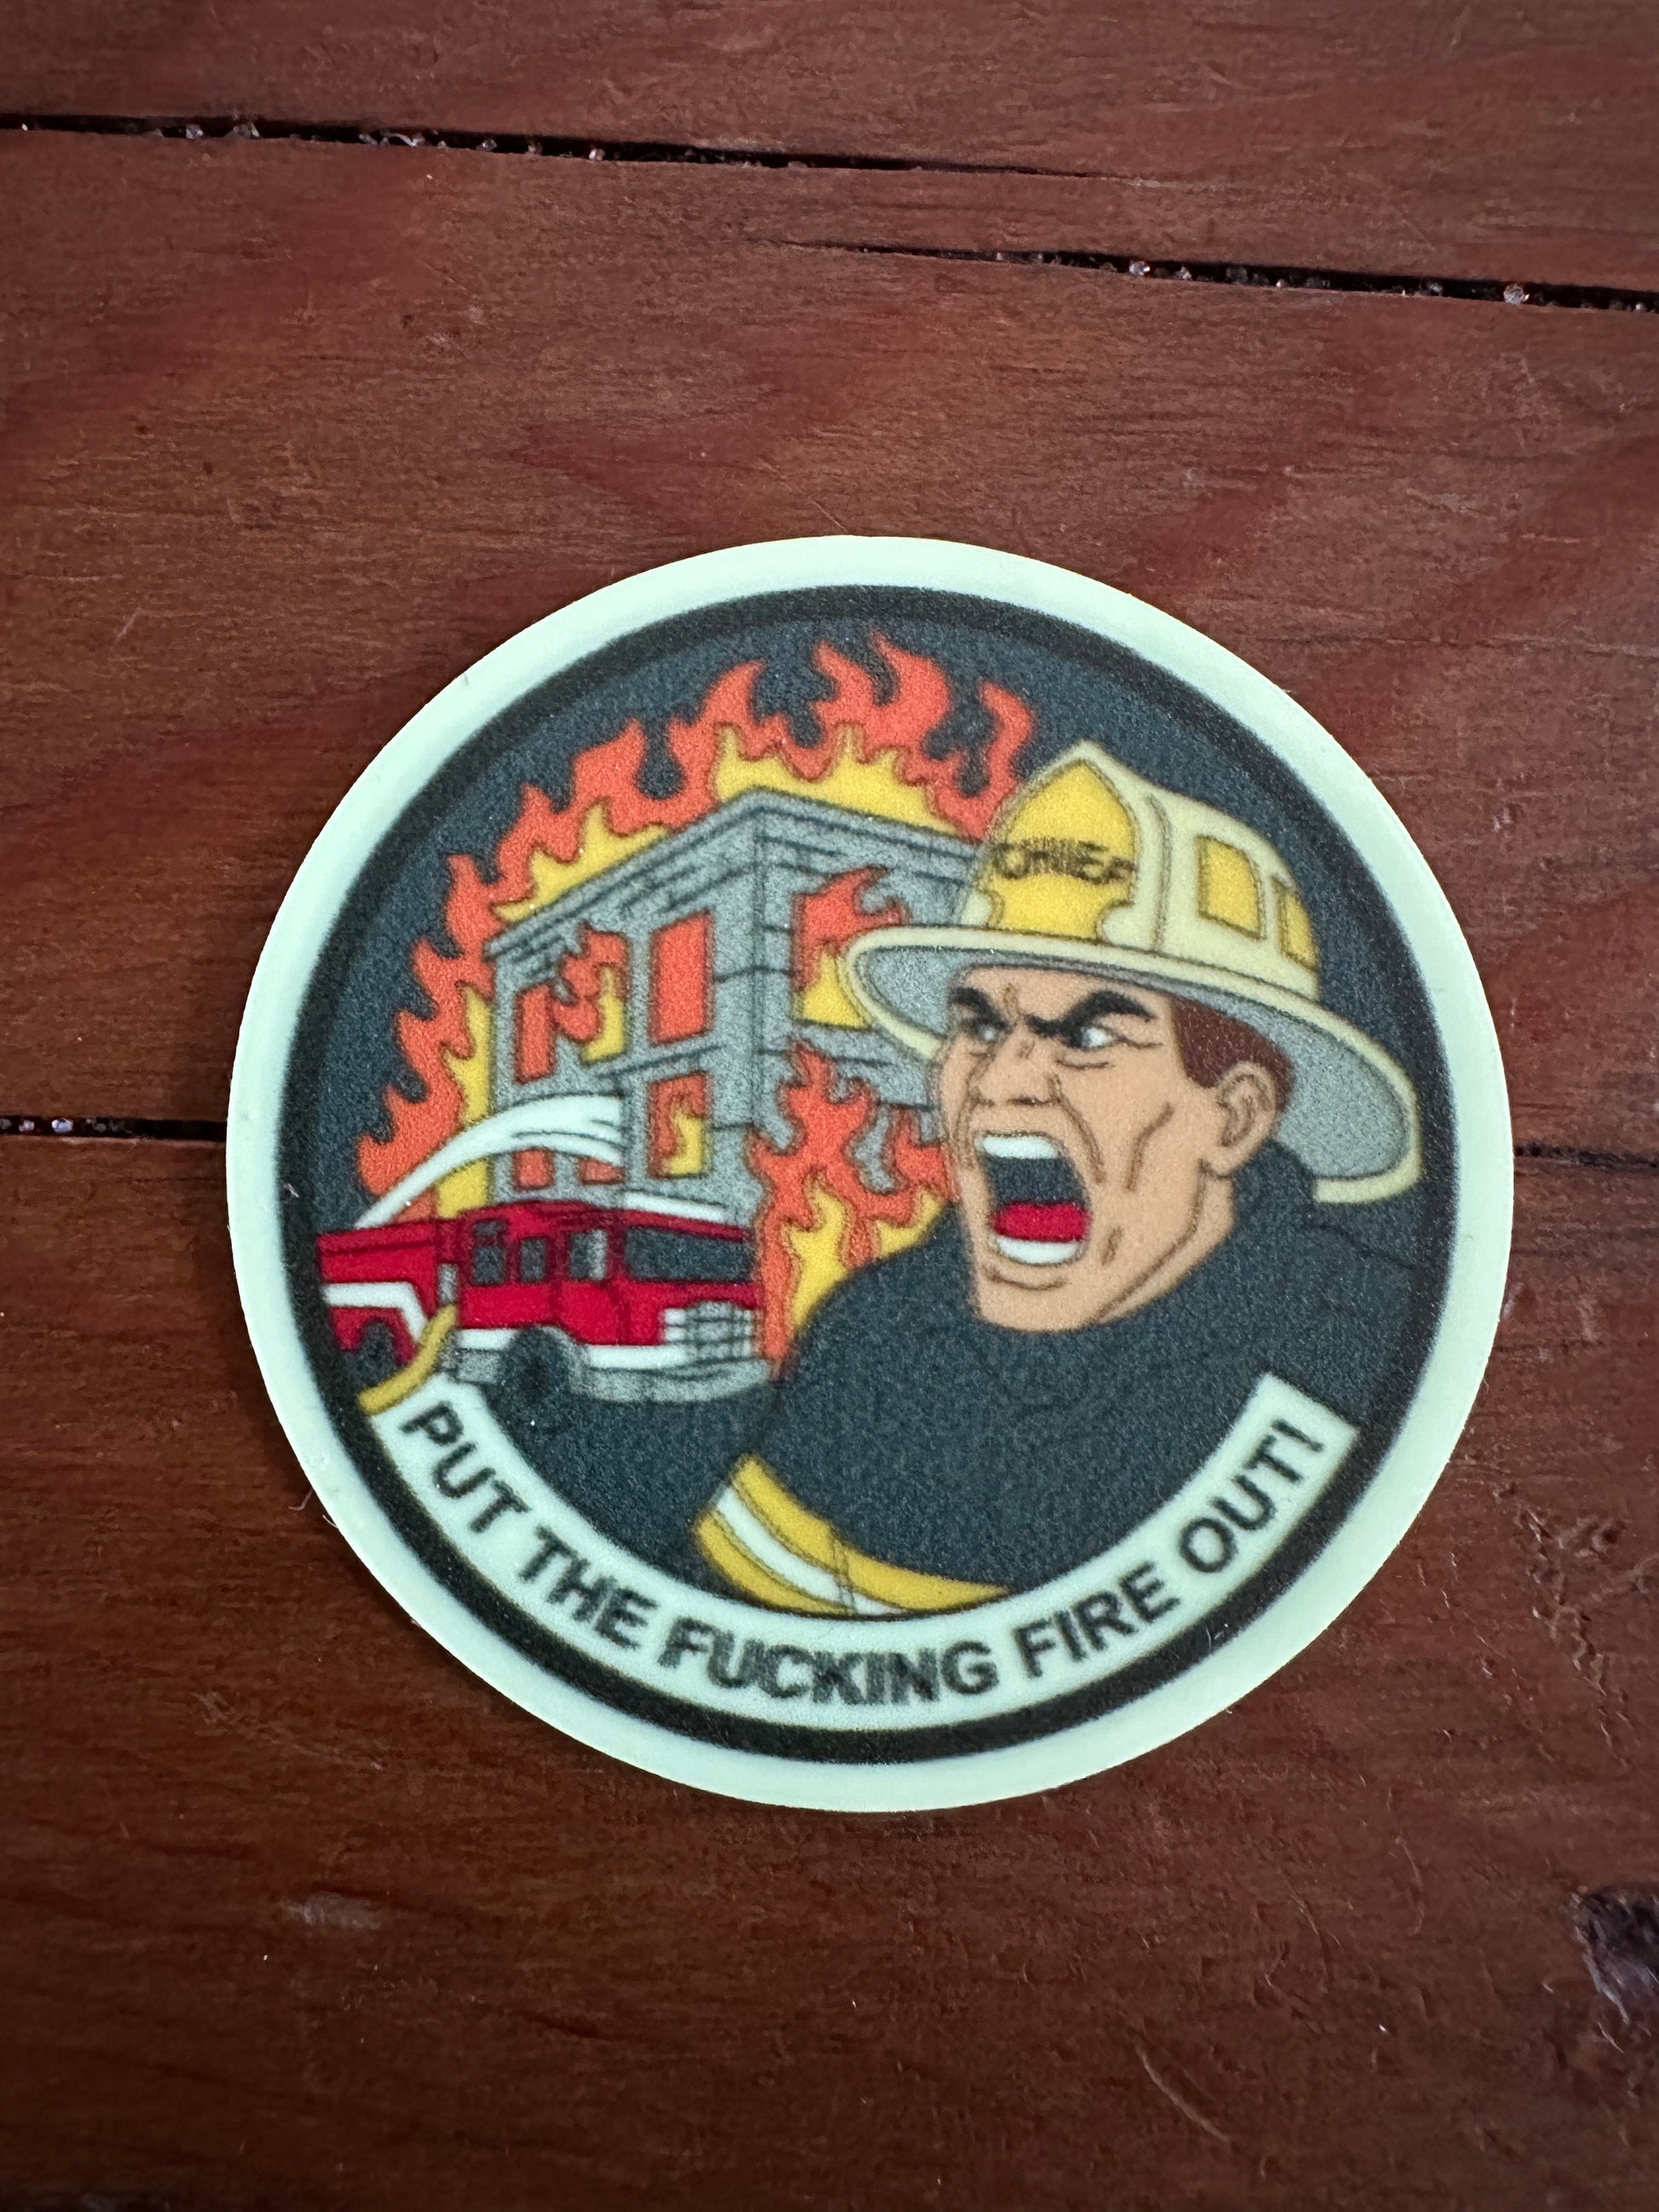 CHIEF
PUT THE FUCKING FIRE OUT!